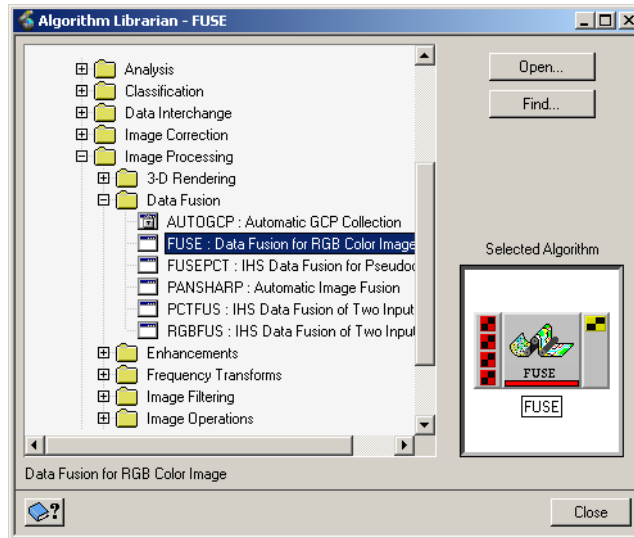 Algorithm Librarian - FUSE
Analysis
Classification
Data Interchange
Image Correction
Image Processing
3-D Rendering
Data Fusion
AUTOGCP : Automatic GCP Collection
FUSE : Data Fusion for RGB Color Image
FUSEPCT : IHS Data Fusion for Pseudoc
PANSHARP : Automatic Image Fusion
PCTFUS : IHS Data Fusion of Two Input
RGBFUS : IHS Data Fusion of Two Input
Enhancements
Frequency Transforms
Image Filtering
Image Operations
Data Fusion for RGB Color Image
Open...
Find...
Selected Algorithm
FUSE
FUSE
?
Close